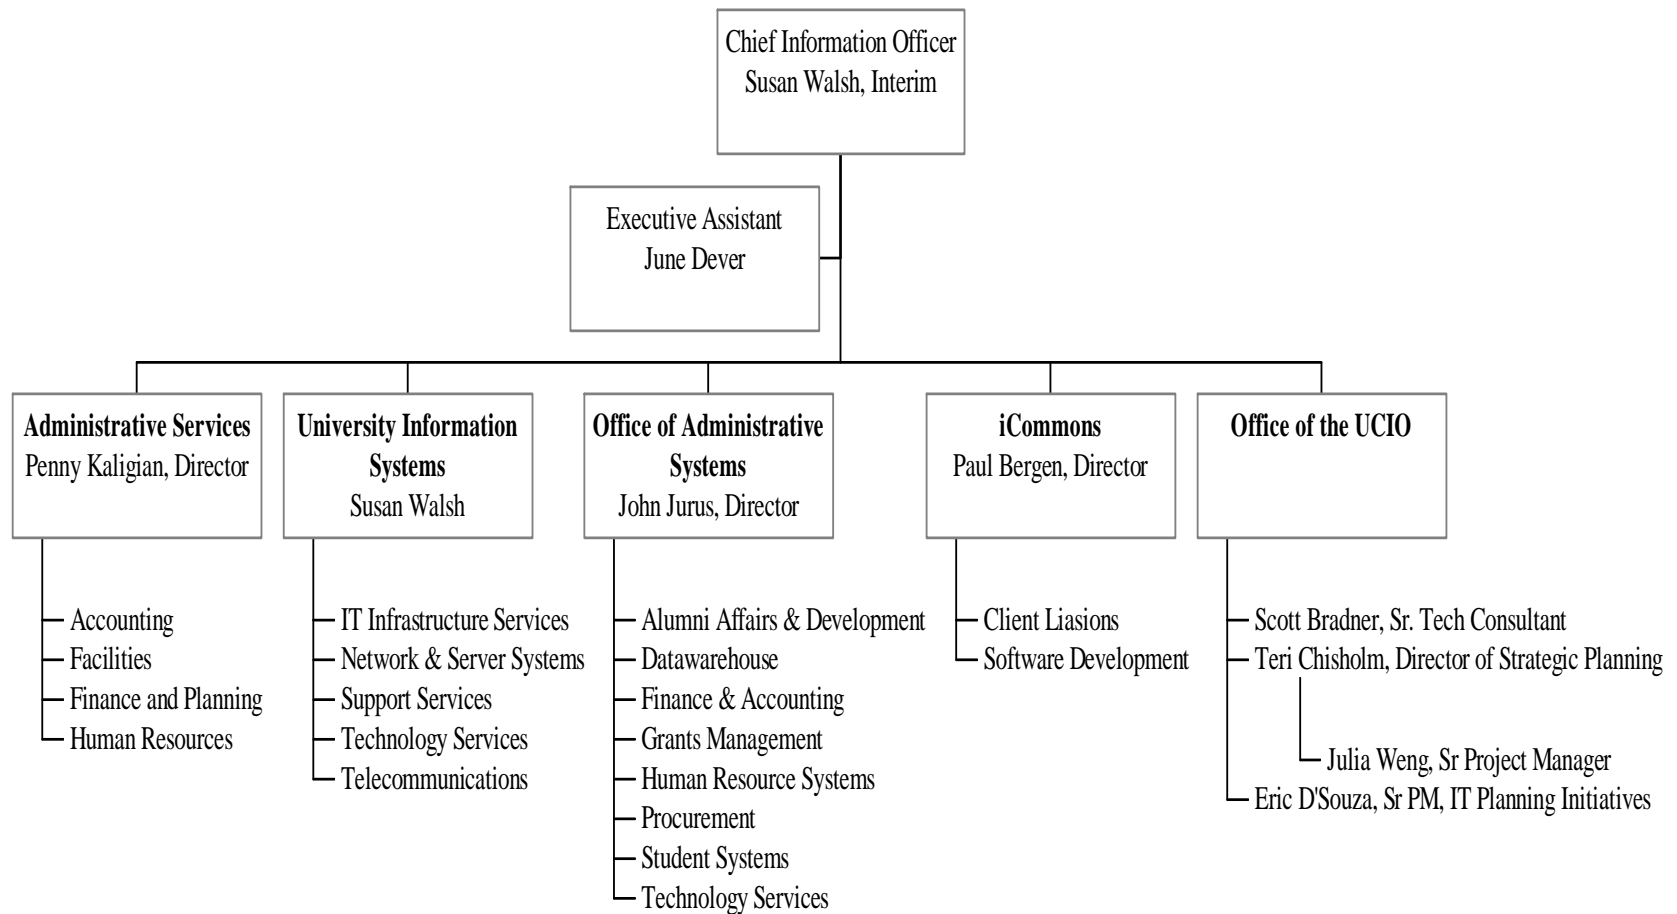 Chief Information Officer
Susan Walsh, Interim
Executive Assistant
June Dever
Administrative Services
Penny Kaligian, Director
Accounting
Facilities
Finance and Planning
Human Resources
University Information
Systems
Susan Walsh
IT Infrastructure Services
Network & Server Systems
Support Services
Technology Services
Telecommunications
Office of Administrative
Systems
John Jurus, Director
Alumni Affairs & Development
Datawarehouse
Finance & Accounting
Grants Management
Human Resource Systems
Procurement
Student Systems
Technology Services
iCommons
Paul Bergen, Director
Client Liasions
Software Development
Office of the UCIO
Scott Bradner, Sr. Tech Consultant
Teri Chisholm, Director of Strategic Planning
Julia Weng, Sr Project Manager
Eric D'Souza, Sr PM, IT Planning Initiatives